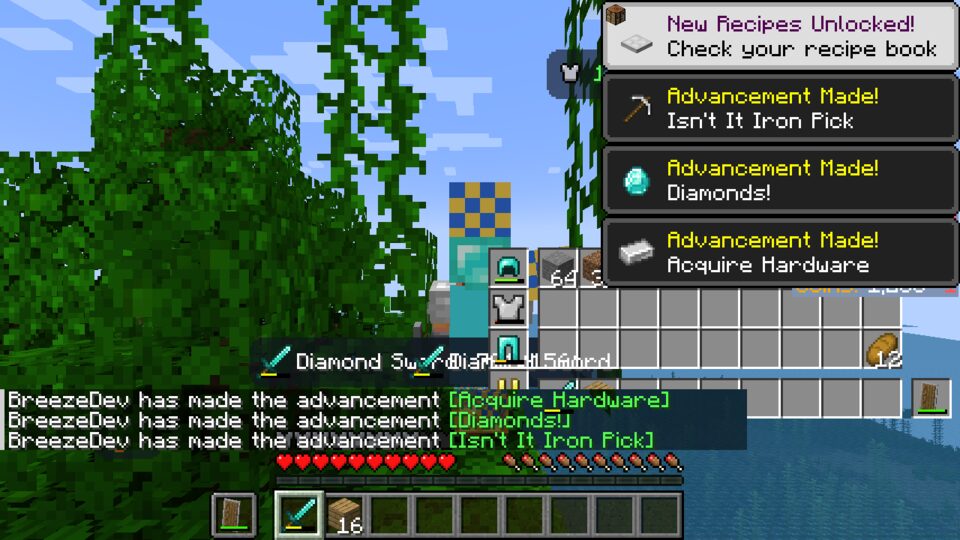 New Recipes Unlocked!
Check your recipe book
Advancement Made!
Isn't It Iron Pick
Advancement Made!
Diamonds!
Advancement Made!
Acquire Hardware
64
12
Diamond
BreezeDev has made the advancement [Acquire Hardware]
BreezeDev has made the advancement [Diamonds!]
BreezeDev has made the advancement [Isn't It Iron Pick]
16